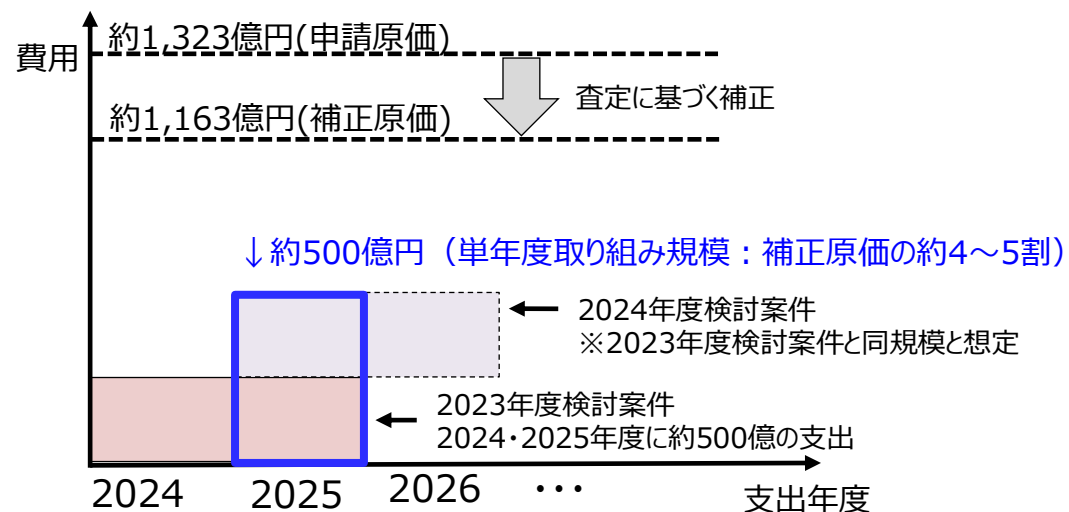 費用
約1,323億円(申請原価)
査定に基づく補正
約1,163億円(補正原価)
↓約500億円（単年度取り組み規模：補正原価の約4～5割）
2024年度検討案件
※2023年度検討案件と同規模と想定
2023年度検討案件
2024・2025年度に約500億の支出
2024 2025 2026 ･･･
支出年度